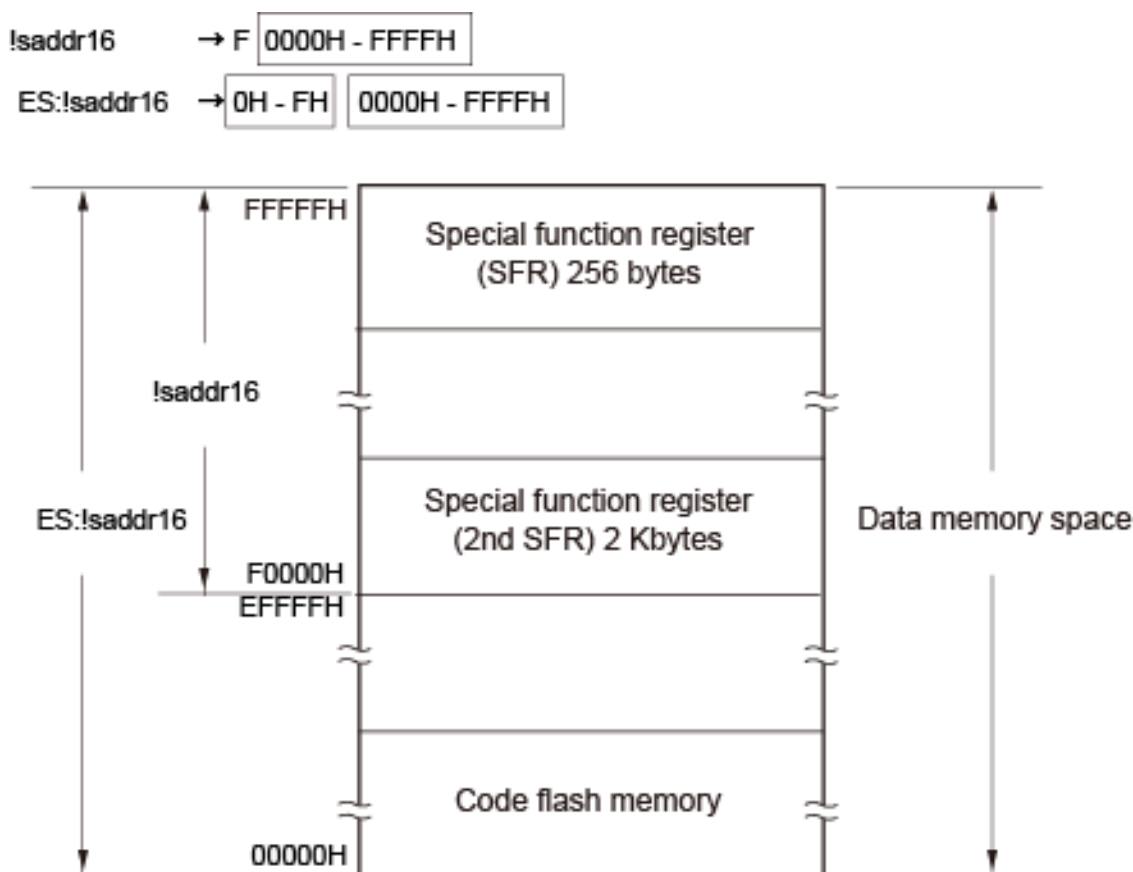 !saddr16 → F 0000H - FFFFH
ES:!saddr16 → 0H - FH 0000H - FFFFH
FFFFFH
Special function register
(SFR) 256 bytes
!saddr16
Special function register
(2nd SFR) 2 Kbytes
ES:!saddr16
Data memory space
F0000H
EFFFFH
Code flash memory
00000H